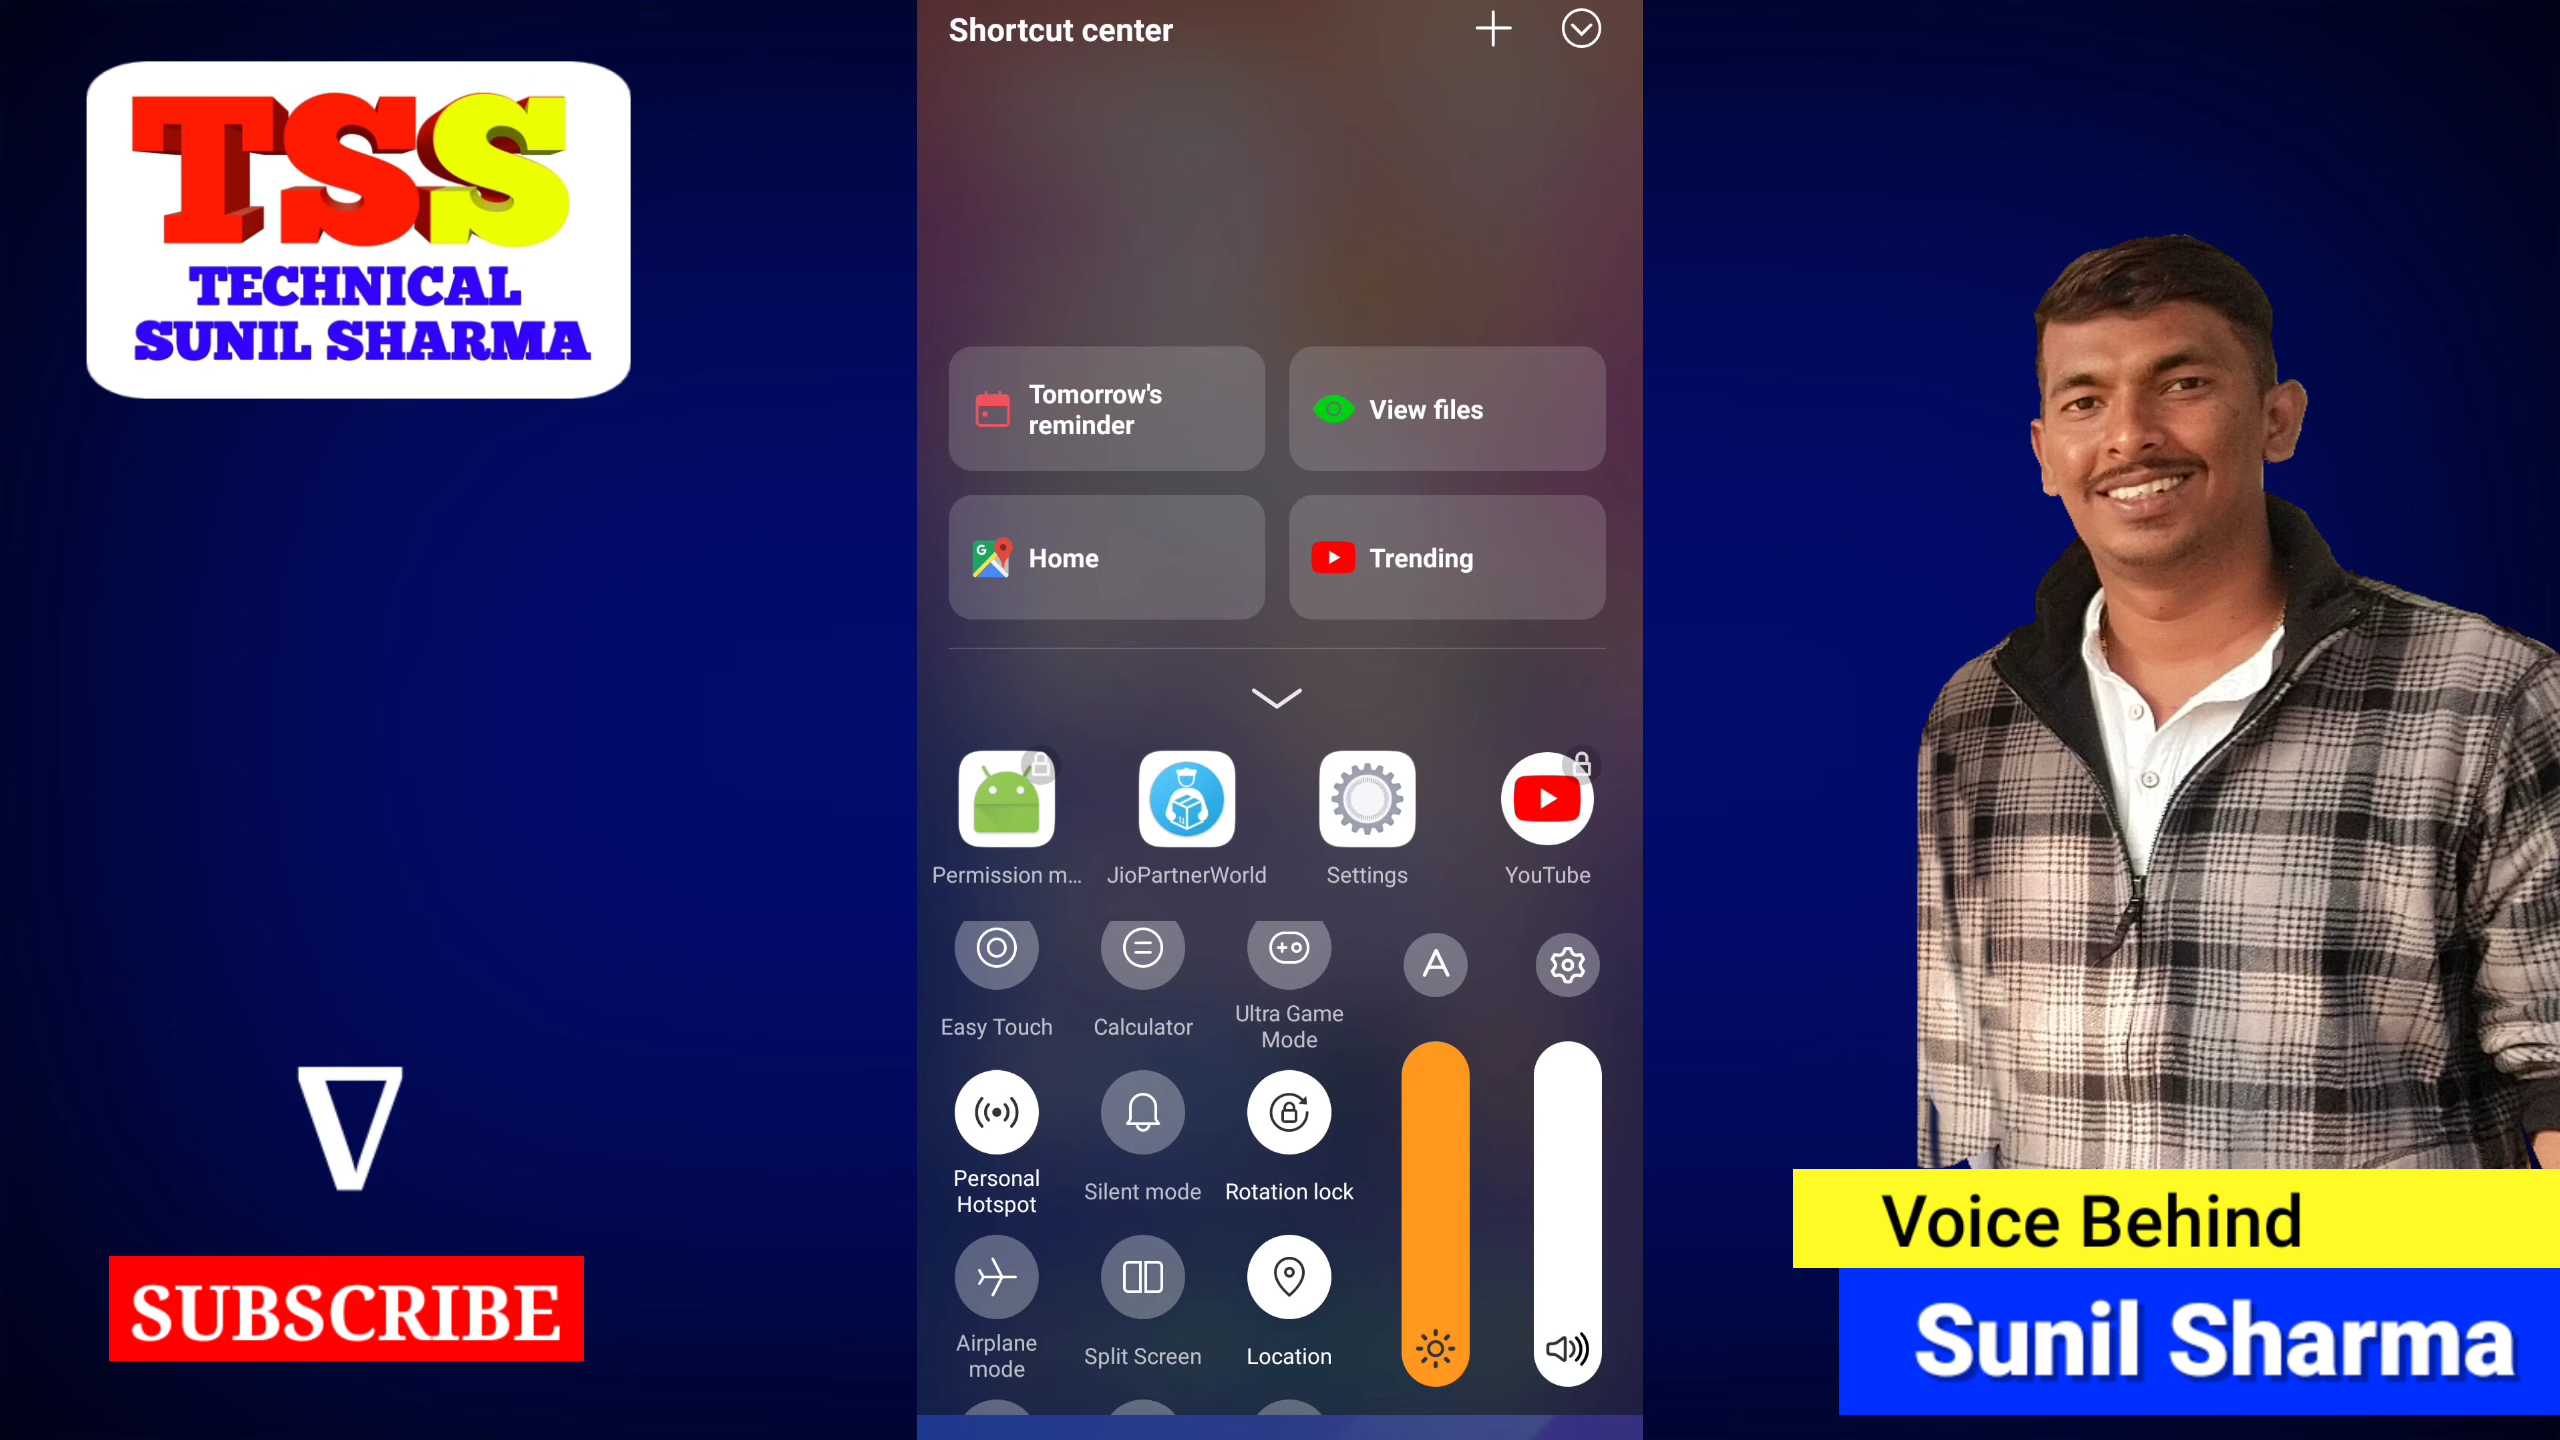 Shortcut center
TSS
TECHNICAL
SUNIL SHARMA
Tomorrow's
reminder
View files
Home
Trending
Permission m...
JioPartnerWorld
Settings
YouTube
Easy Touch
Calculator
Ultra Game
Mode
A
Personal
Hotspot
Silent mode
Rotation lock
Airplane
mode
Split Screen
Location
SUBSCRIBE
Voice Behind
Sunil Sharma